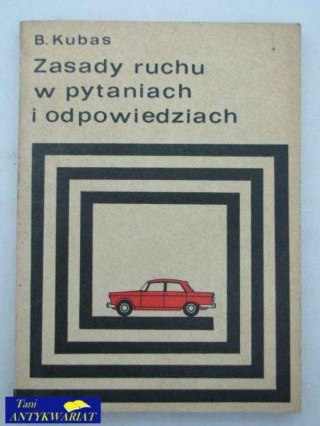 B. Kubas
Zasady ruchu
w pytaniach
i odpowiedziach
Tani
ANTYKWARIAT